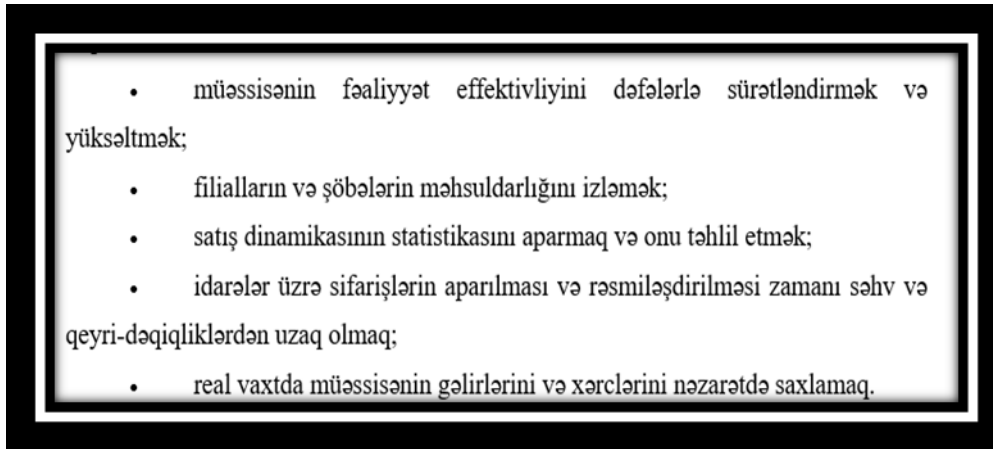 • müəssisənin fəaliyyət effektivliyini dəfələrlə sürətləndirmək və
yüksəltmək;
• filialların və şöbələrin məhsuldarlığını izləmək;
• satış dinamikasının statistikasını aparmaq və onu təhlil etmək;
• idarələr üzrə sifarişlərin aparılması və rəsmiləşdirilməsi zamanı səhv və
qeyri-dəqiqliklərdən uzaq olmaq;
• real vaxtda müəssisənin gəlirlərini və xərclərini nəzarətdə saxlamaq.